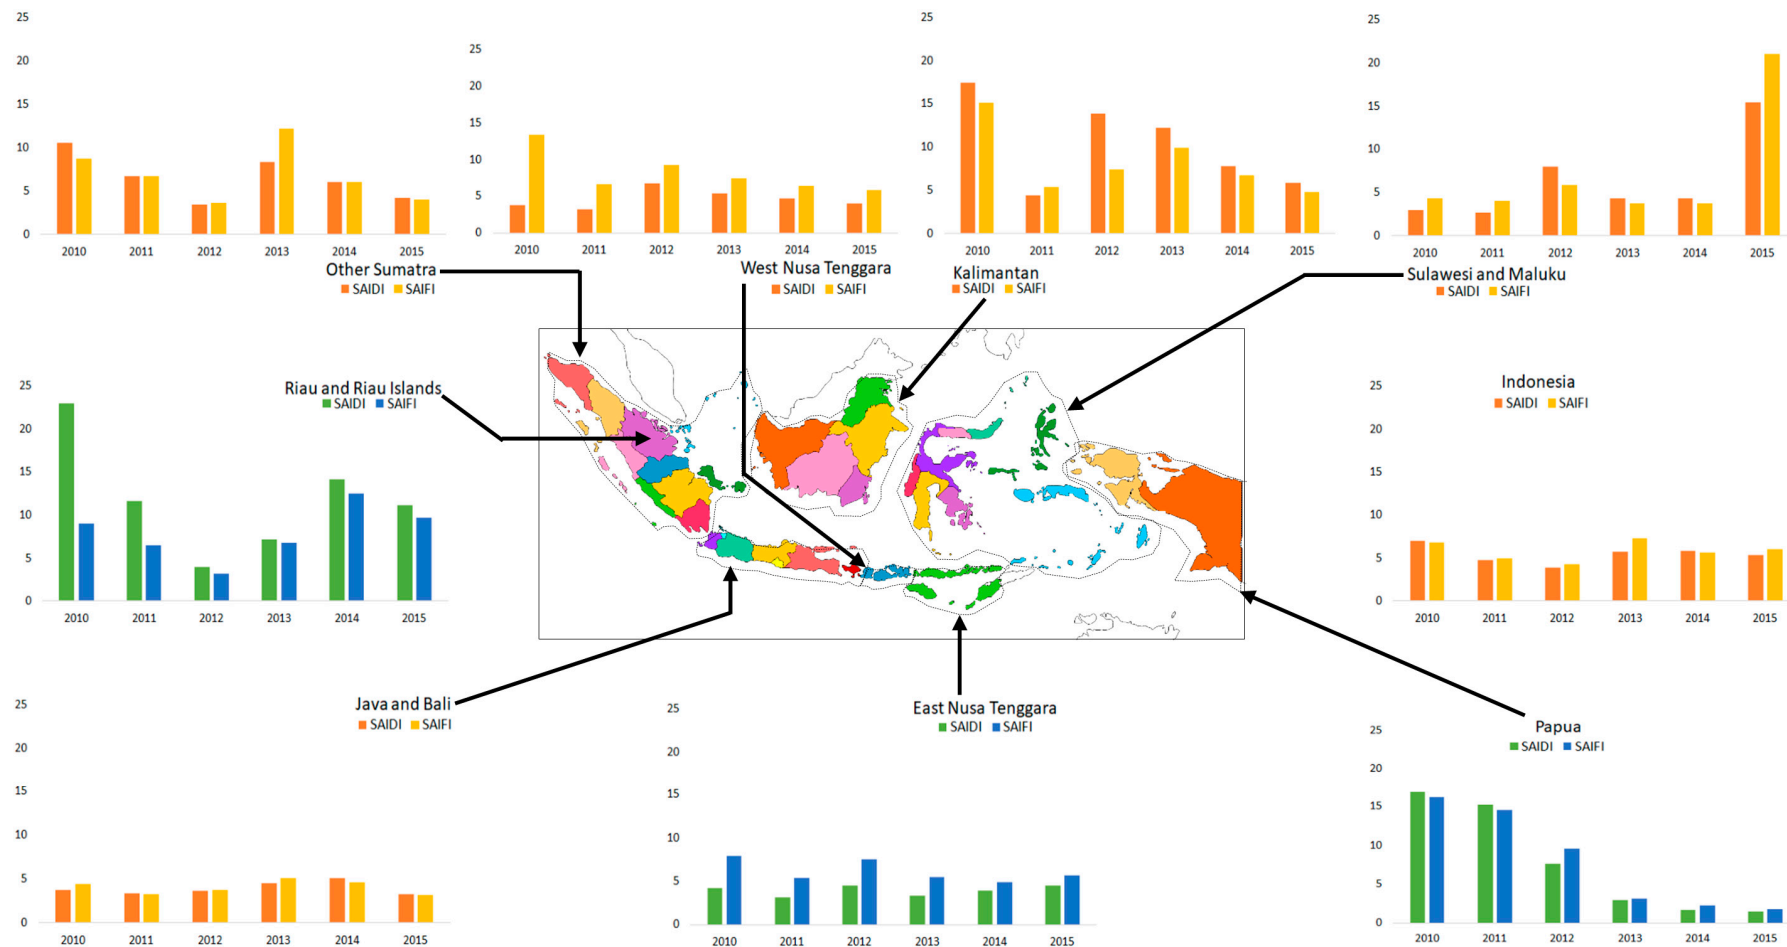 25
20
15
10
5
0
2010 2011 2012 2013 2014 2015
Other Sumatra
SAIDI SAIFI
25
20
15
10
5
0
2010 2011 2012 2013 2014 2015
West Nusa Tenggara
SAIDI SAIFI
25
20
15
10
5
0
2010 2011 2012 2013 2014 2015
Kalimantan
SAIDI SAIFI
25
20
15
10
5
0
2010 2011 2012 2013 2014 2015
Sulawesi and Maluku
SAIDI SAIFI
Riau and Riau Islands
SAIDI SAIFI
25
20
15
10
5
0
2010 2011 2012 2013 2014 2015
Indonesia
SAIDI SAIFI
25
20
15
10
5
0
2010 2011 2012 2013 2014 2015
Java and Bali
SAIDI SAIFI
25
20
15
10
5
0
2010 2011 2012 2013 2014 2015
East Nusa Tenggara
SAIDI SAIFI
25
20
15
10
5
0
2010 2011 2012 2013 2014 2015
Papua
SAIDI SAIFI
25
20
15
10
5
0
2010 2011 2012 2013 2014 2015